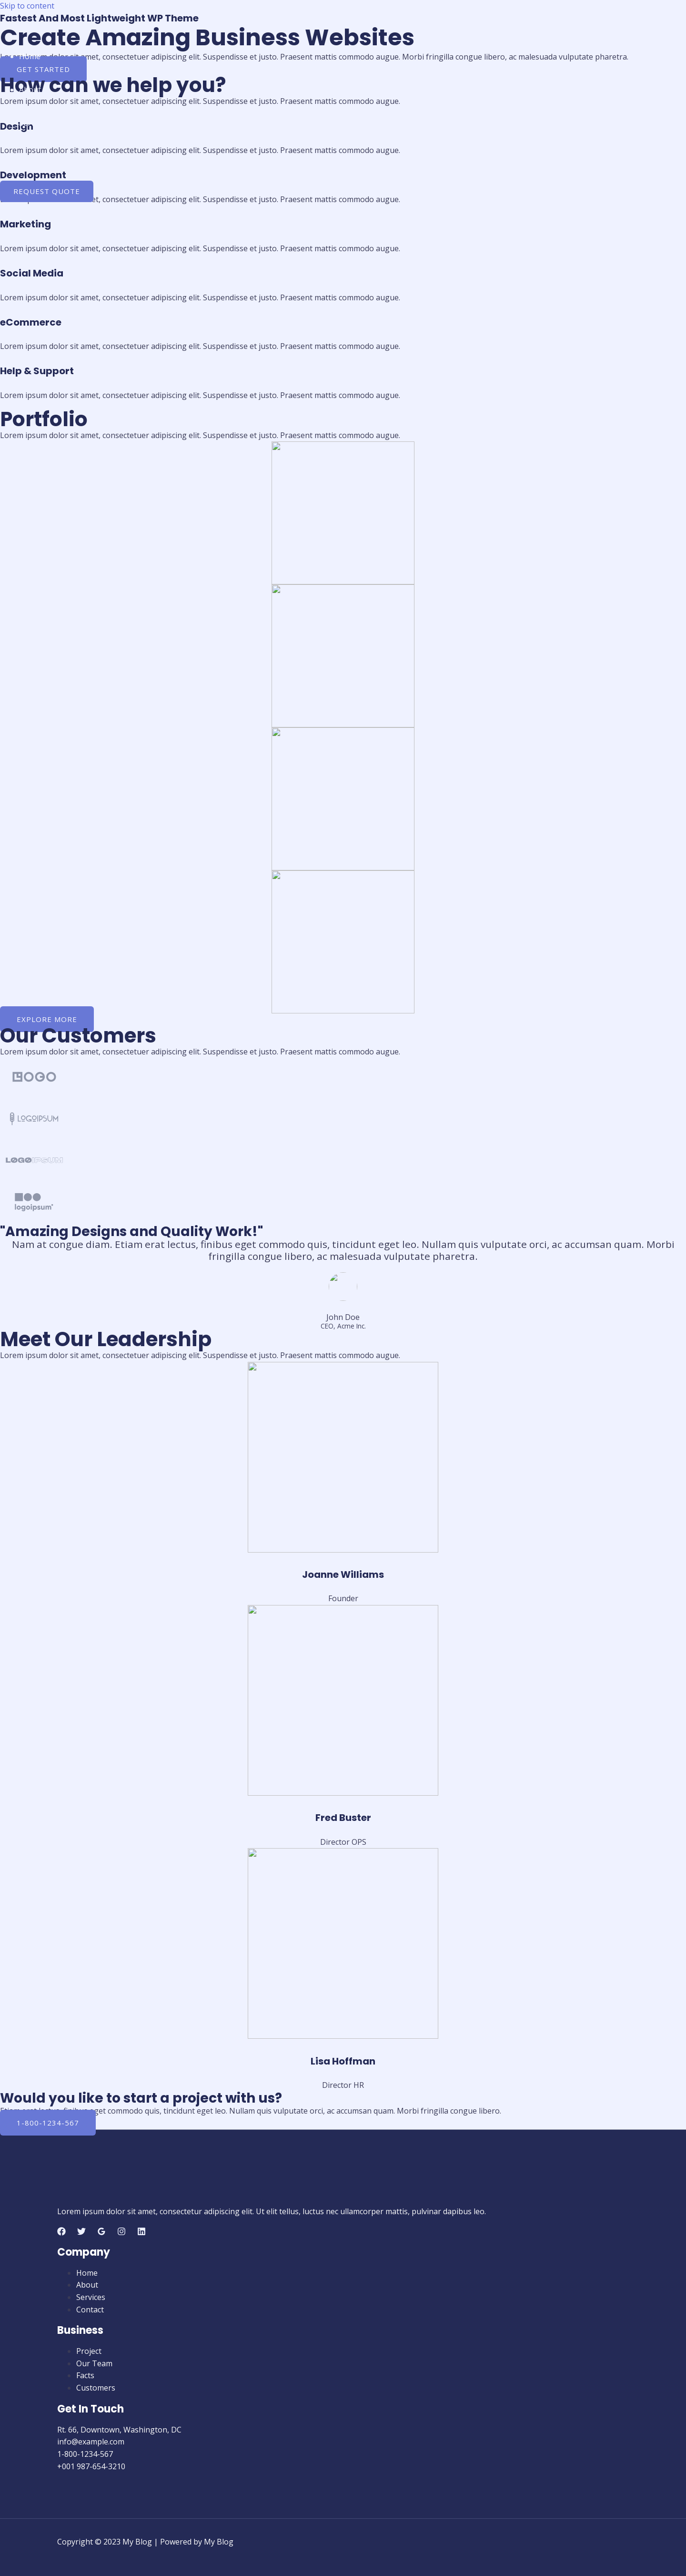 Skip to content
Fastest And Most Lightweight WP Theme
Create Amazing Business Websites
Lorem ipsum dolor sit amet, consectetuer adipiscing elit. Suspendisse et justo. Praesent mattis commodo augue. Morbi fringilla congue libero, ac malesuada vulputate pharetra.
Home
GET STARTED
How can we help you?
Lorem ipsum dolor sit amet, consectetuer adipiscing elit. Suspendisse et justo. Praesent mattis commodo augue.
Design
Lorem ipsum dolor sit amet, consectetuer adipiscing elit. Suspendisse et justo. Praesent mattis commodo augue.
Development
REQUEST QUOTE
consectetuer adipiscing elit. Suspendisse et justo. Praesent mattis commodo augue.
Marketing
Lorem ipsum dolor sit amet, consectetuer adipiscing elit. Suspendisse et justo. Praesent mattis commodo augue.
Social Media
Lorem ipsum dolor sit amet, consectetuer adipiscing elit. Suspendisse et justo. Praesent mattis commodo augue.
eCommerce
Lorem ipsum dolor sit amet, consectetuer adipiscing elit. Suspendisse et justo. Praesent mattis commodo augue.
Help & Support
Lorem ipsum dolor sit amet, consectetuer adipiscing elit. Suspendisse et justo. Praesent mattis commodo augue.
Portfolio
Lorem ipsum dolor sit amet, consectetuer adipiscing elit. Suspendisse et justo. Praesent mattis commodo augue.
EXPLORE MORE
Our Customers
Lorem ipsum dolor sit amet, consectetuer adipiscing elit. Suspendisse et justo. Praesent mattis commodo augue.
LOGO
LOGOIPSUM
LOGOIPSUM
logoipsum
"Amazing Designs and Quality Work!"
Nam at congue diam. Etiam erat lectus, finibus eget commodo quis, tincidunt eget leo. Nullam quis vulputate orci, ac accumsan quam. Morbi
fringilla congue libero, ac malesuada vulputate pharetra.
John Doe
CEO, Acme Inc.
Meet Our Leadership
Lorem ipsum dolor sit amet, consectetuer adipiscing elit. Suspendisse et justo. Praesent mattis commodo augue.
Joanne Williams
Founder
Fred Buster
Director OPS
Lisa Hoffman
Director HR
Would you like to start a project with us?
eget commodo quis, tincidunt eget leo. Nullam quis vulputate orci, ac accumsan quam. Morbi fringilla congue libero.
1-800-1234-567
Lorem ipsum dolor sit amet, consectetur adipiscing elit. Ut elit tellus, luctus nec ullamcorper mattis, pulvinar dapibus leo.
Company
Home
About
Services
Contact
Business
Project
Our Team
Facts
Customers
Get In Touch
Rt. 66, Downtown, Washington, DC
info@example.com
1-800-1234-567
+001 987-654-3210
Copyright © 2023 My Blog | Powered by My Blog